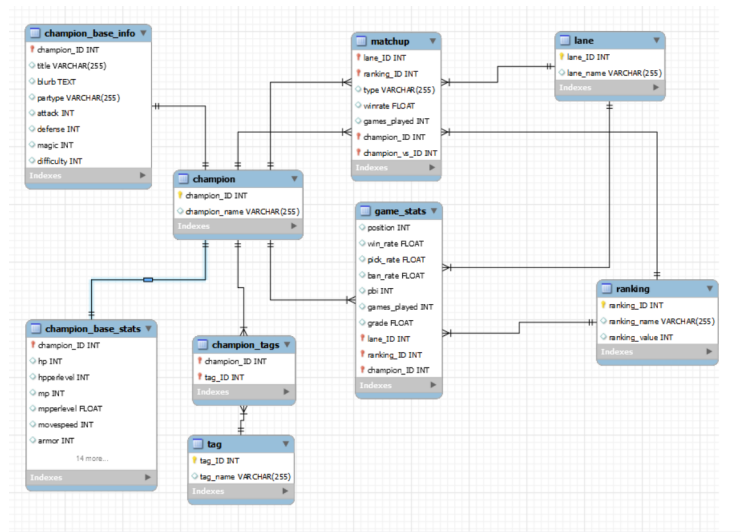 champion_base_info
champion_ID INT
title VARCHAR(255)
blurb TEXT
partype VARCHAR(255)
attack INT
defense INT
magic INT
difficulty INT
Indexes
matchup
lane_ID INT
ranking_ID INT
type VARCHAR(255)
winrate FLOAT
games_played INT
champion_ID INT
champion_vs_ID INT
Indexes
lane
lane_ID INT
lane_name VARCHAR(255)
Indexes
champion
champion_ID INT
champion_name VARCHAR(255)
Indexes
game_stats
position INT
win_rate FLOAT
pick_rate FLOAT
ban_rate FLOAT
pbi INT
games_played INT
grade FLOAT
lane_ID INT
ranking_ID INT
champion_ID INT
Indexes
ranking
ranking_ID INT
ranking_name VARCHAR(255)
ranking_value INT
Indexes
champion_base_stats
champion_ID INT
hp INT
hpperlevel INT
mp INT
mpperlevel FLOAT
movespeed INT
armor INT
14 more...
Indexes
champion_tags
champion_ID INT
tag_ID INT
Indexes
tag
tag_ID INT
tag_name VARCHAR(255)
Indexes